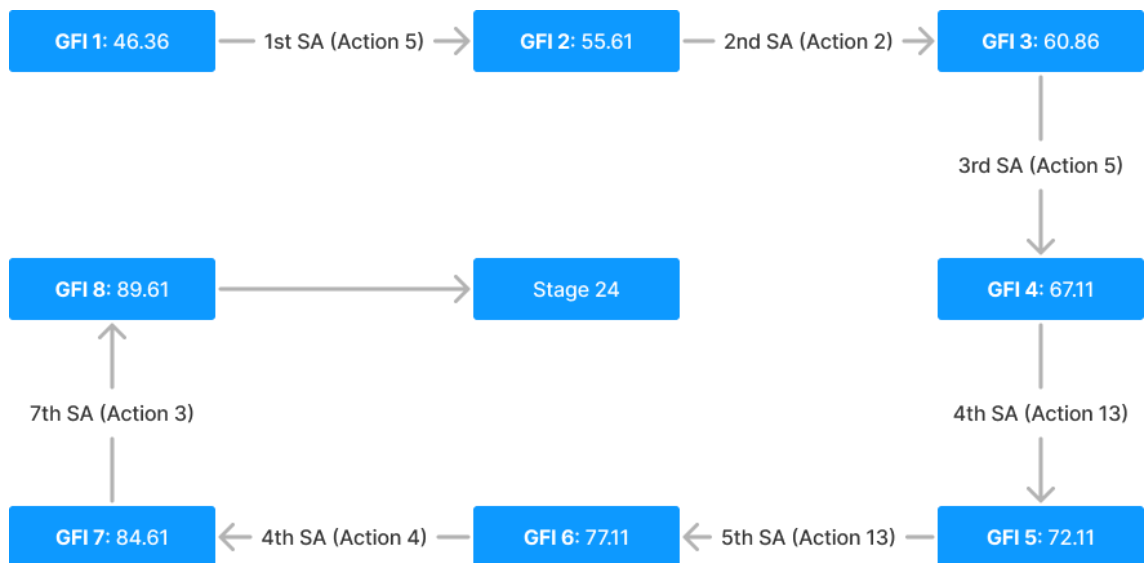 GFI 1: 46.36
1st SA (Action 5)
GFI 2: 55.61
2nd SA (Action 2)
GFI 3: 60.86
3rd SA (Action 5)
GFI 4: 67.11
4th SA (Action 13)
GFI 5: 72.11
5th SA (Action 13)
GFI 6: 77.11
4th SA (Action 4)
GFI 7: 84.61
7th SA (Action 3)
GFI 8: 89.61
Stage 24